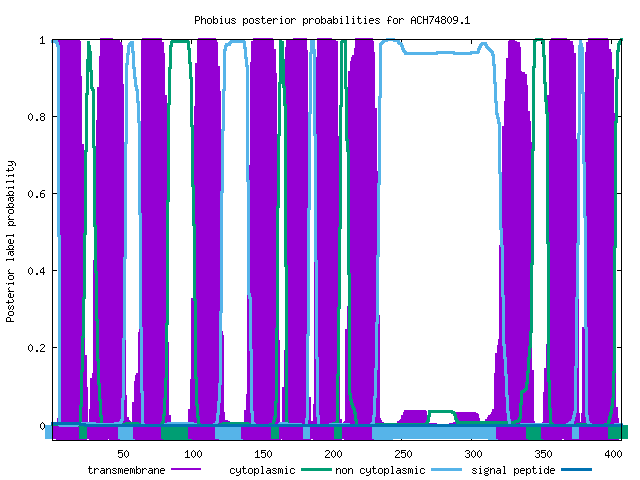 Phobius posterior probabilities for ACH74809.1
1
0.8
0.6
0.4
0.2
0
Posterior label probability
50 100 150 200 250 300 350 400
transmembrane cytoplasmic non cytoplasmic signal peptide